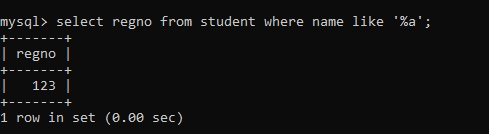 mysql> select regno from student where name like '%a';
+-------+
| regno |
+-------+
|   123 |
+-------+
1 row in set (0.00 sec)